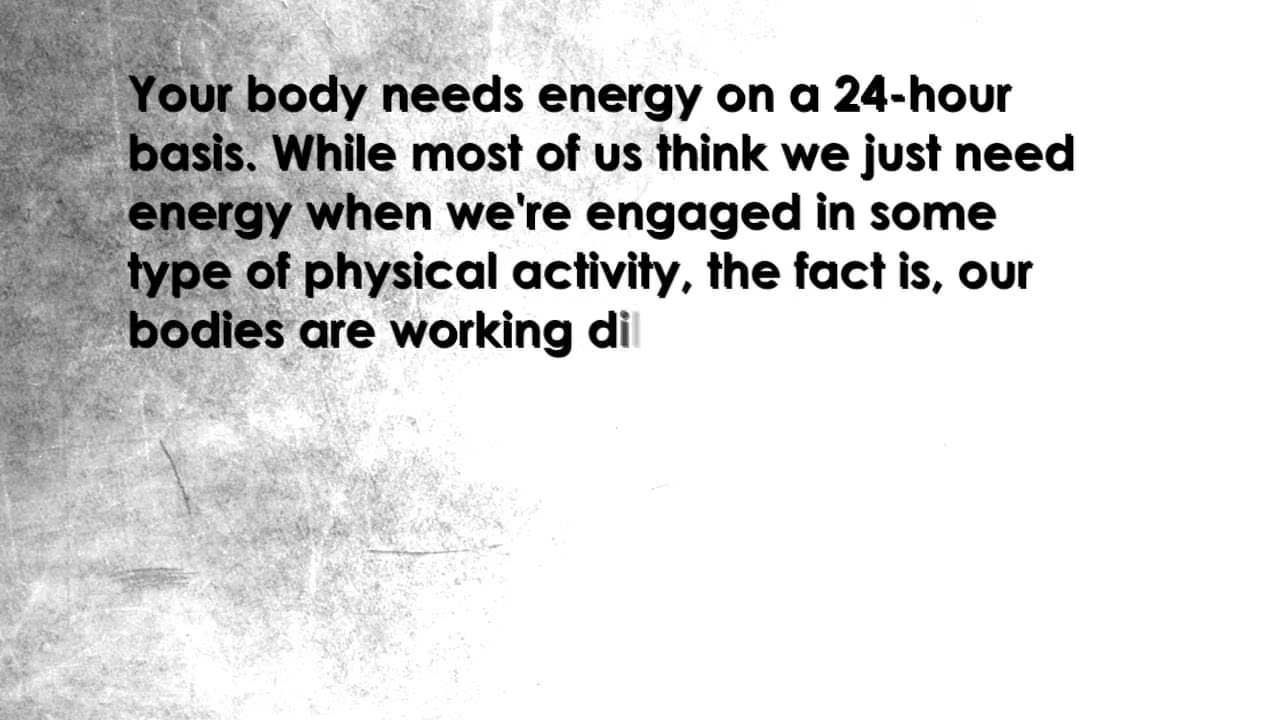 Your body needs energy on a 24-hour
basis. While most of us think we just need
energy when we're engaged in some
type of physical activity, the fact is, our
bodies are working dil